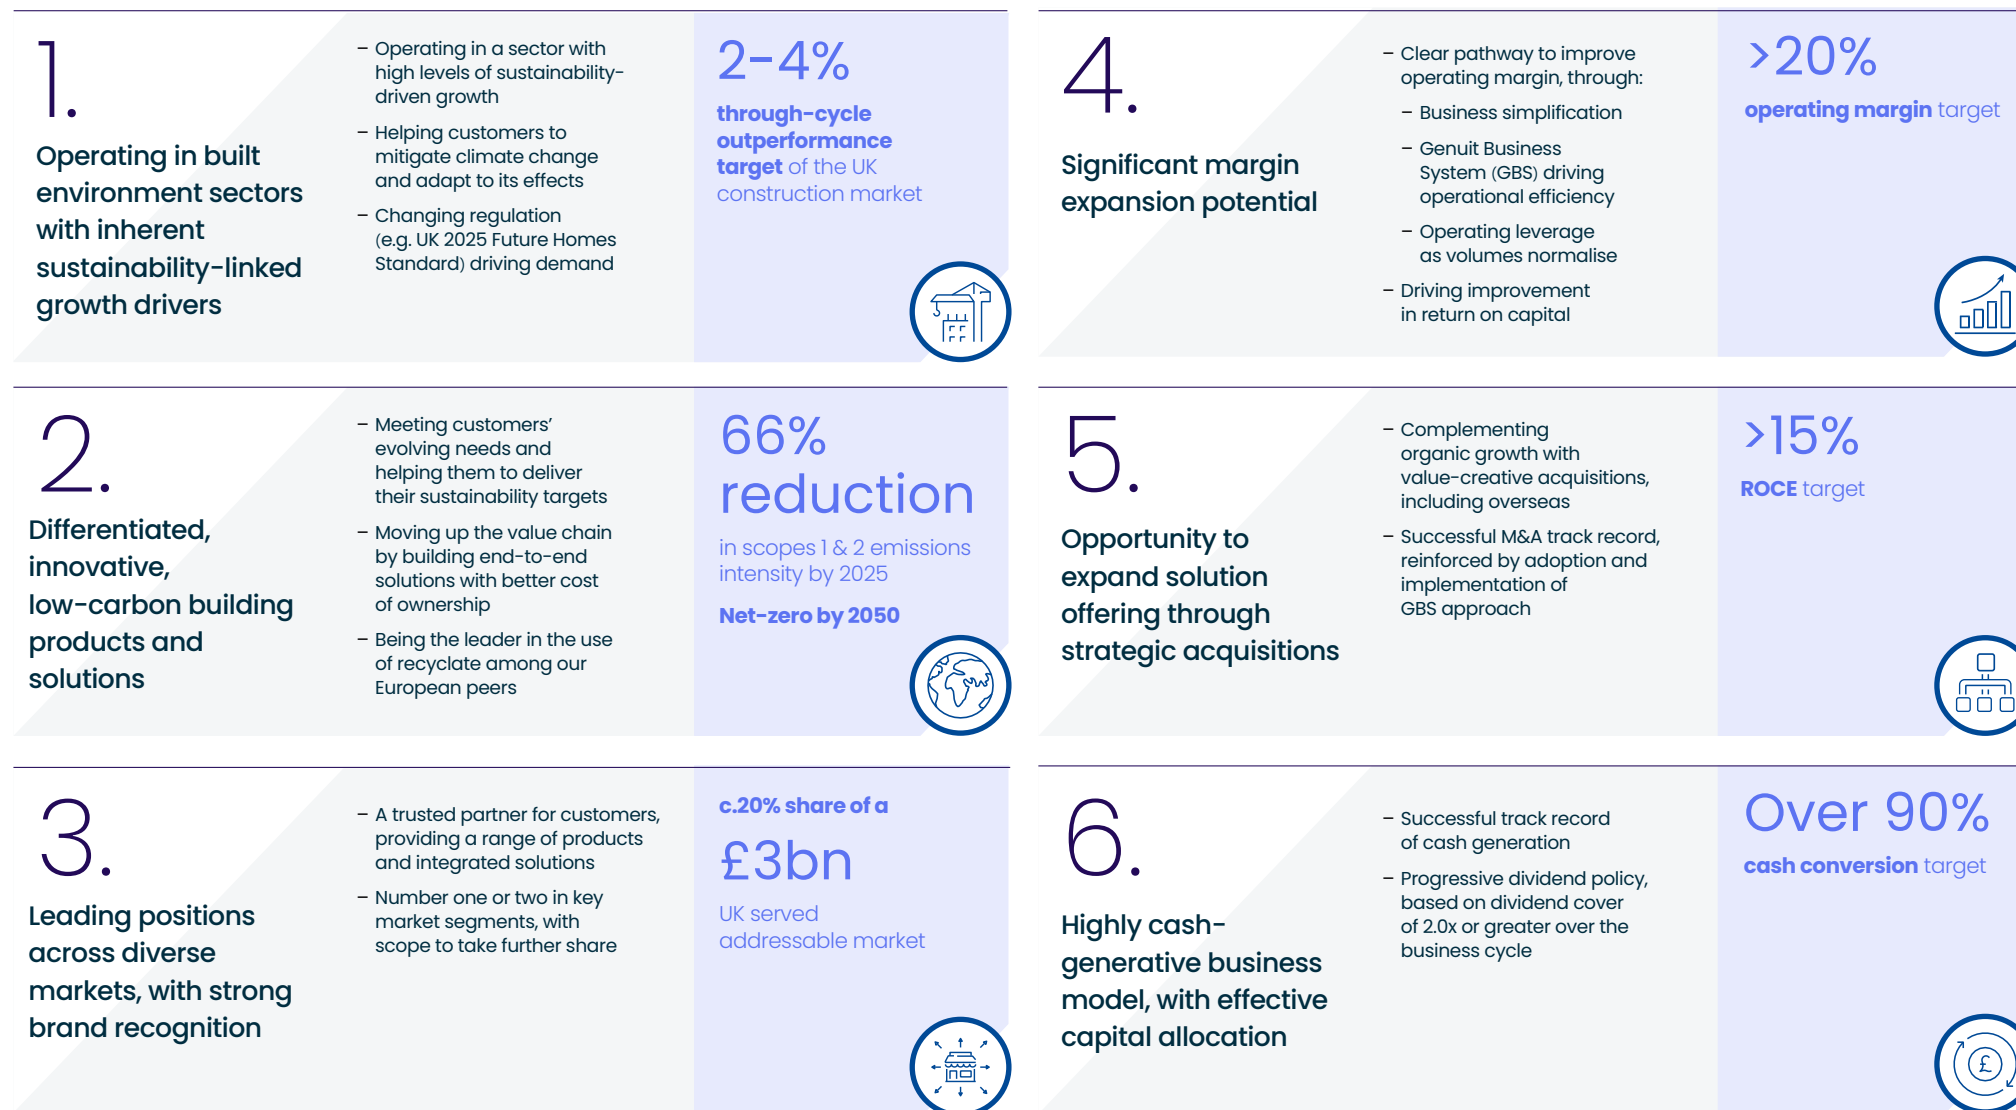 1.
Operating in built
environment sectors
with inherent
sustainability-linked
growth drivers
– Operating in a sector with
high levels of sustainability-
driven growth
– Helping customers to
mitigate climate change
and adapt to its effects
– Changing regulation
(e.g. UK 2025 Future Homes
Standard) driving demand
2-4%
through-cycle
outperformance
target of the UK
construction market
2.
Differentiated,
innovative,
low-carbon building
products and
solutions
– Meeting customers’
evolving needs and
helping them to deliver
their sustainability targets
– Moving up the value chain
by building end-to-end
solutions with better cost
of ownership
– Being the leader in the use
of recyclate among our
European peers
66%
reduction
in scopes 1 & 2 emissions
intensity by 2025
Net-zero by 2050
3.
Leading positions
across diverse
markets, with strong
brand recognition
– A trusted partner for customers,
providing a range of products
and integrated solutions
– Number one or two in key
market segments, with
scope to take further share
c.20% share of a
£3bn
UK served
addressable market
4.
Significant margin
expansion potential
– Clear pathway to improve
operating margin, through:
– Business simplification
– Genuit Business
System (GBS) driving
operational efficiency
– Operating leverage
as volumes normalise
– Driving improvement
in return on capital
>20%
operating margin target
5.
Opportunity to
expand solution
offering through
strategic acquisitions
– Complementing
organic growth with
value-creative acquisitions,
including overseas
– Successful M&A track record,
reinforced by adoption and
implementation of
GBS approach
>15%
ROCE target
6.
Highly cash-
generative business
model, with effective
capital allocation
– Successful track record
of cash generation
– Progressive dividend policy,
based on dividend cover
of 2.0x or greater over the
business cycle
Over 90%
cash conversion target
£